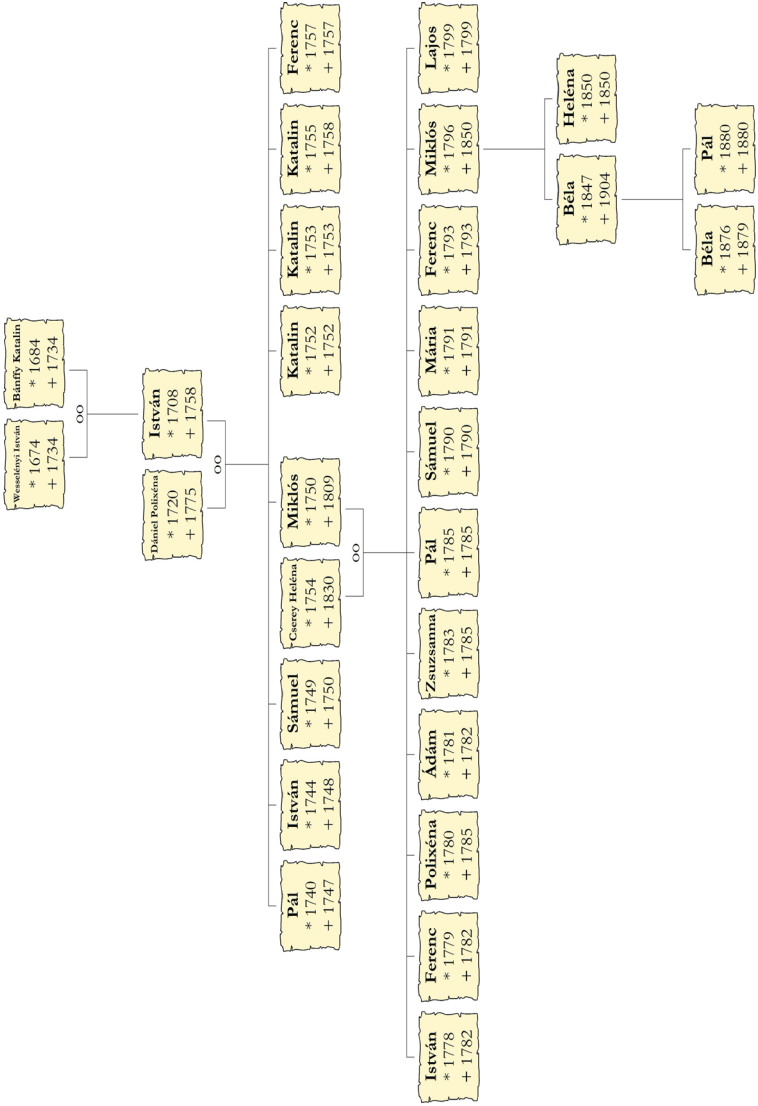 Wesselényi István
* 1674
+ 1734
Bánffy Katalin
* 1684
+ 1734
oo
Dániel Polixéna
* 1720
+ 1775
István
* 1708
+ 1758
oo
Pál
* 1740
+ 1747
István
* 1744
+ 1748
Sámuel
* 1749
+ 1750
Cserey Heléna
* 1754
+ 1830
Miklós
* 1750
+ 1809
Katalin
* 1752
+ 1752
Katalin
* 1753
+ 1753
Katalin
* 1755
+ 1758
Ferenc
* 1757
+ 1757
oo
István
* 1778
+ 1782
Ferenc
* 1779
+ 1782
Polixéna
* 1780
+ 1785
Ádám
* 1781
+ 1782
Zsuzsanna
* 1783
+ 1785
Pál
* 1785
+ 1785
Sámuel
* 1790
+ 1790
Mária
* 1791
+ 1791
Ferenc
* 1793
+ 1793
Miklós
* 1796
+ 1850
Lajos
* 1799
+ 1799
Béla
* 1847
+ 1904
Heléna
* 1850
+ 1850
Béla
* 1876
+ 1879
Pál
* 1880
+ 1880